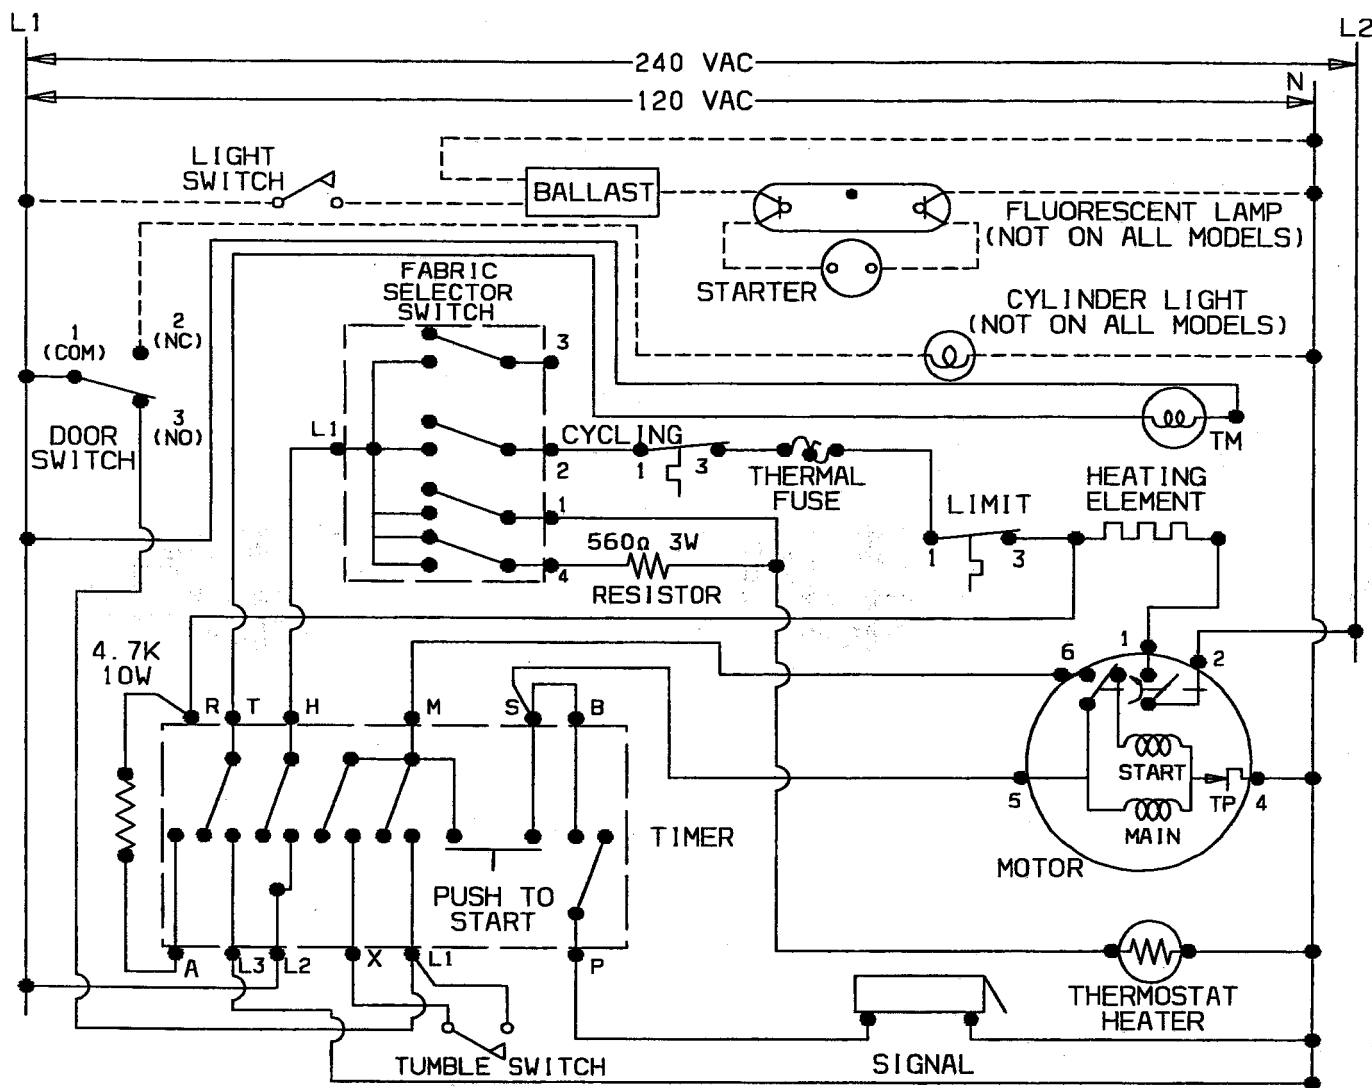 L1
L2
240 VAC
N
120 VAC
LIGHT
SWITCH
BALLAST
FLUORESCENT LAMP
(NOT ON ALL MODELS)
STARTER
FABRIC
SELECTOR
SWITCH
CYLINDER LIGHT
(NOT ON ALL MODELS)
1
(COM)
2
(NC)
3
(NO)
DOOR
SWITCH
3
L1
2
1
4
CYCLING
1
3
THERMAL
FUSE
TM
HEATING
ELEMENT
LIMIT
1
3
560Ω 3W
RESISTOR
4.7K
10W
R
T
H
M
S
B
6
1
2
START
5
TP
4
MAIN
TIMER
MOTOR
PUSH TO
START
A
L3
L2
X
L1
P
THERMOSTAT
HEATER
TUMBLE SWITCH
SIGNAL